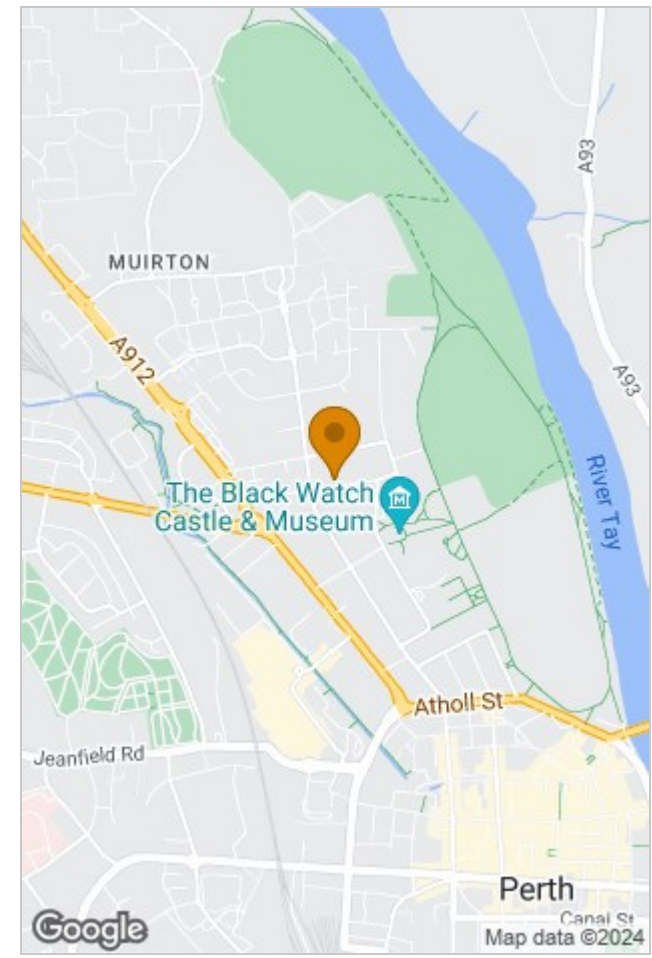 A93
MUIRTON
A912
A93
The Black Watch
Castle & Museum
River Tay
Atholl St
Jeanfield Rd
Perth
Canal St
Google
Map data ©2024